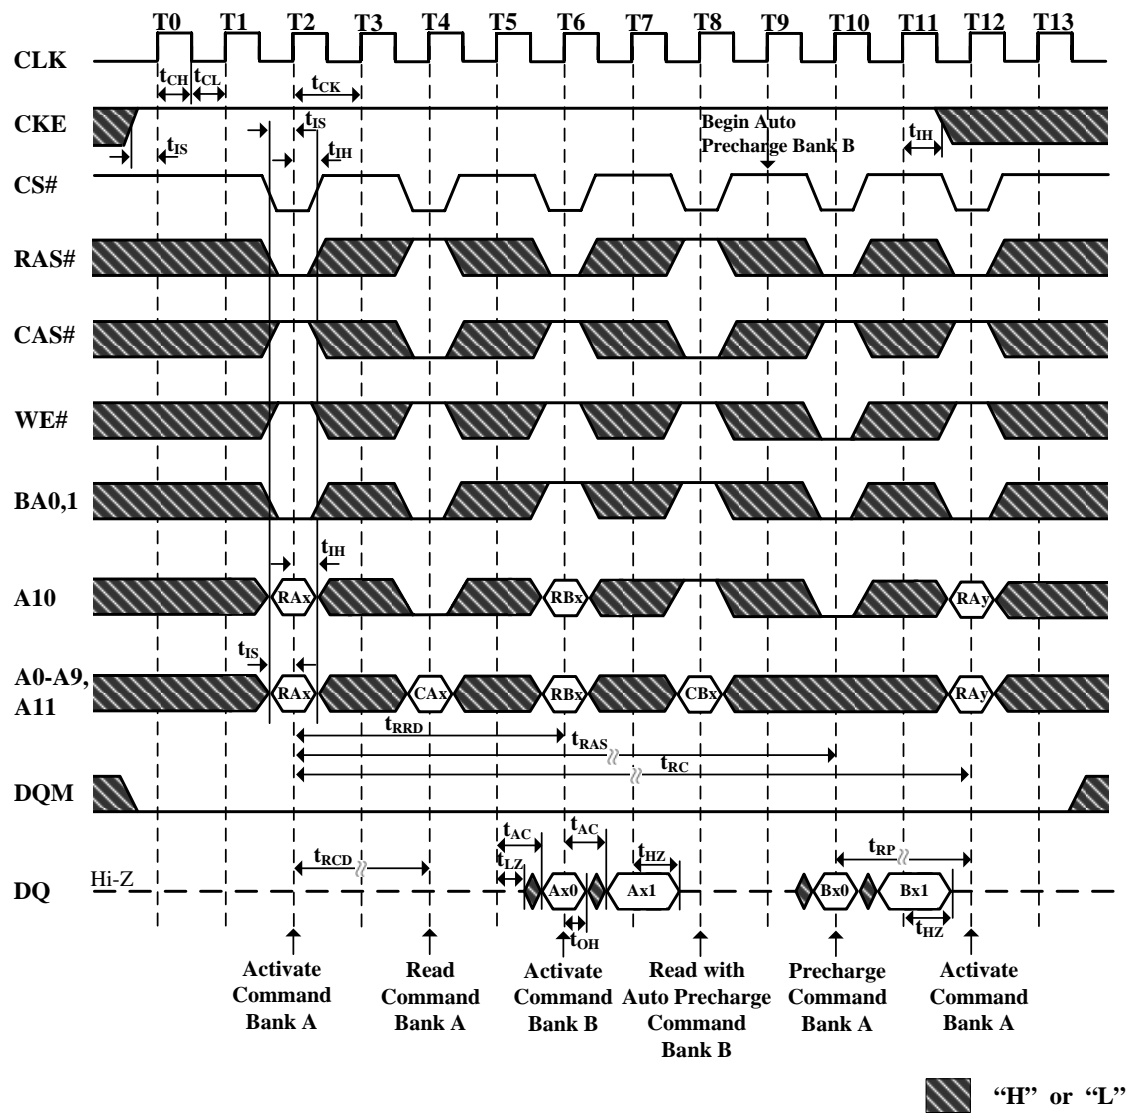 T0 T1 T2 T3 T4 T5 T6 T7 T8 T9 T10 T11 T12 T13
CLK
tCH tCL tCK
CKE
tIS
tIS
tIH
Begin Auto
Precharge Bank B
tIH
CS#
RAS#
CAS#
WE#
BA0,1
tIH
A10
RAx RBx RAy
tIS
A0-A9,
A11
RAx CAx RBx CBx RAy
tRRD
tRAS
tRC
DQM
tRCD
tAC
tLZ
tAC
tHZ
tRP
Hi-Z
DQ
Ax0 Ax1 Bx0 Bx1
tOH
tHZ
Activate
Command
Bank A
Read
Command
Bank A
Activate
Command
Bank B
Read with
Auto Precharge
Command
Bank B
Precharge
Command
Bank A
Activate
Command
Bank A
“H” or “L”